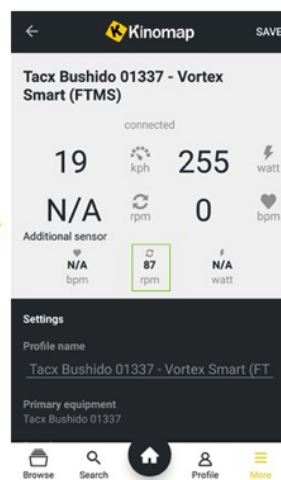 Kinomap
SAVE
Tacx Bushido 01337 - Vortex
Smart (FTMS)
connected
19 kph 255 watt
N/A rpm 0 bpm
Additional sensor
N/A 87 N/A
bpm rpm watt
Settings
Profile name
Tacx Bushido 01337 - Vortex Smart (FT
Primary equipment
Tacx Bushido 01337
Browse Search Profile More